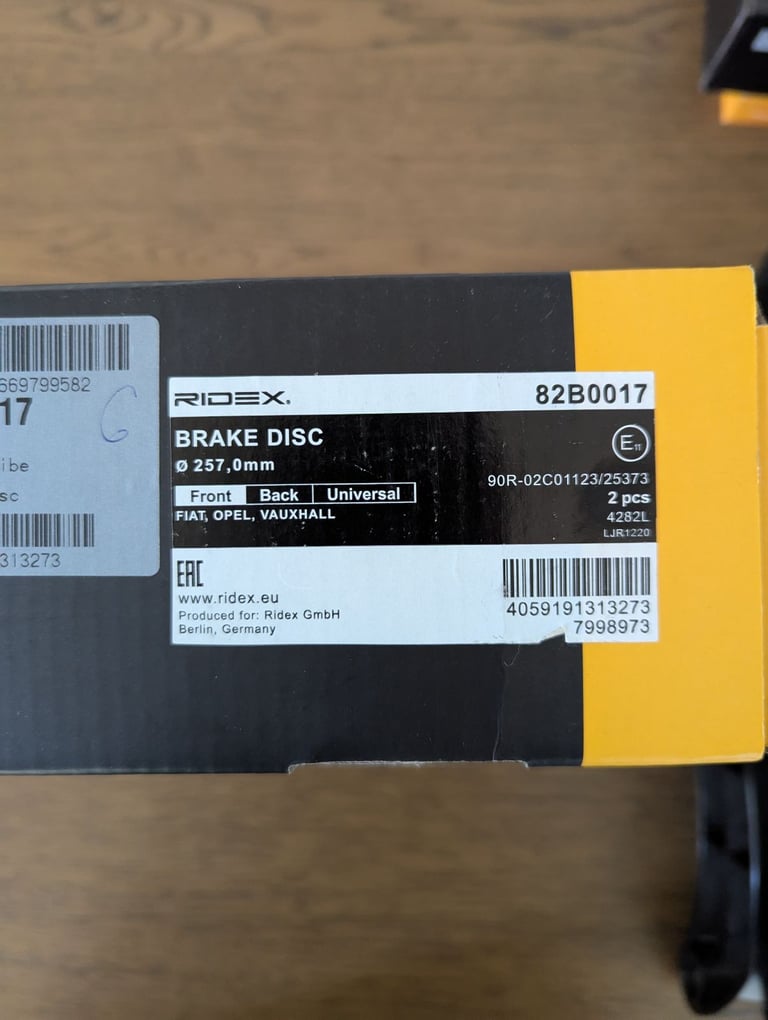 669799582
17
ibe
sc
313273
RIDEX.
82B0017
BRAKE DISC
Ø 257,0mm
E11
90R-02C01123/25373
Front Back Universal
2 pcs
FIAT, OPEL, VAUXHALL
4282L
LJR1220
EAC
www.ridex.eu
Produced for: Ridex GmbH
Berlin, Germany
4059191313273
7998973